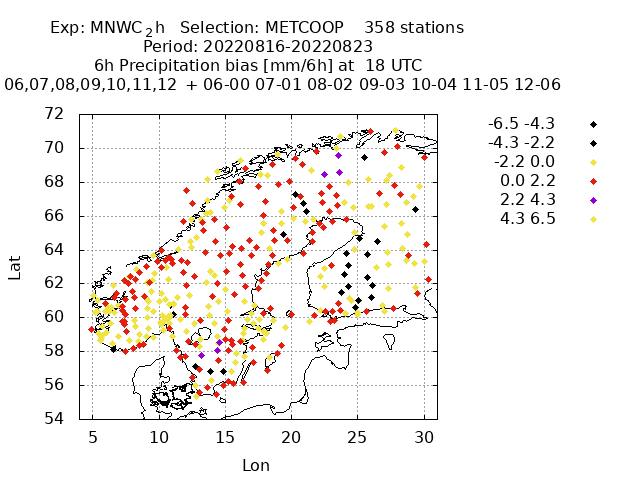 Exp: MNWC_2h Selection: METCOOP 358 stations
Period: 20220816-20220823
6h Precipitation bias [mm/6h] at 18 UTC
06,07,08,09,10,11,12 + 06-00 07-01 08-02 09-03 10-04 11-05 12-06
72
70
68
66
64
62
60
58
56
54
Lat
5 10 15 20 25 30
Lon
-6.5 -4.3
-4.3 -2.2
-2.2 0.0
0.0 2.2
2.2 4.3
4.3 6.5